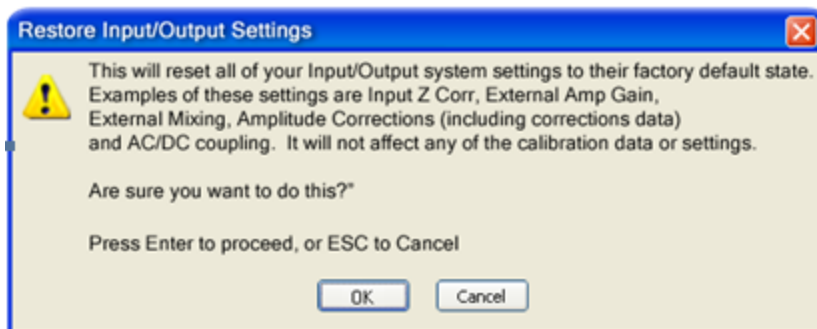 Restore Input/Output Settings
This will reset all of your Input/Output system settings to their factory default state.
Examples of these settings are Input Z Corr, External Amp Gain,
External Mixing, Amplitude Corrections (including corrections data)
and AC/DC coupling.  It will not affect any of the calibration data or settings.
Are sure you want to do this?"
Press Enter to proceed, or ESC to Cancel
OK
Cancel